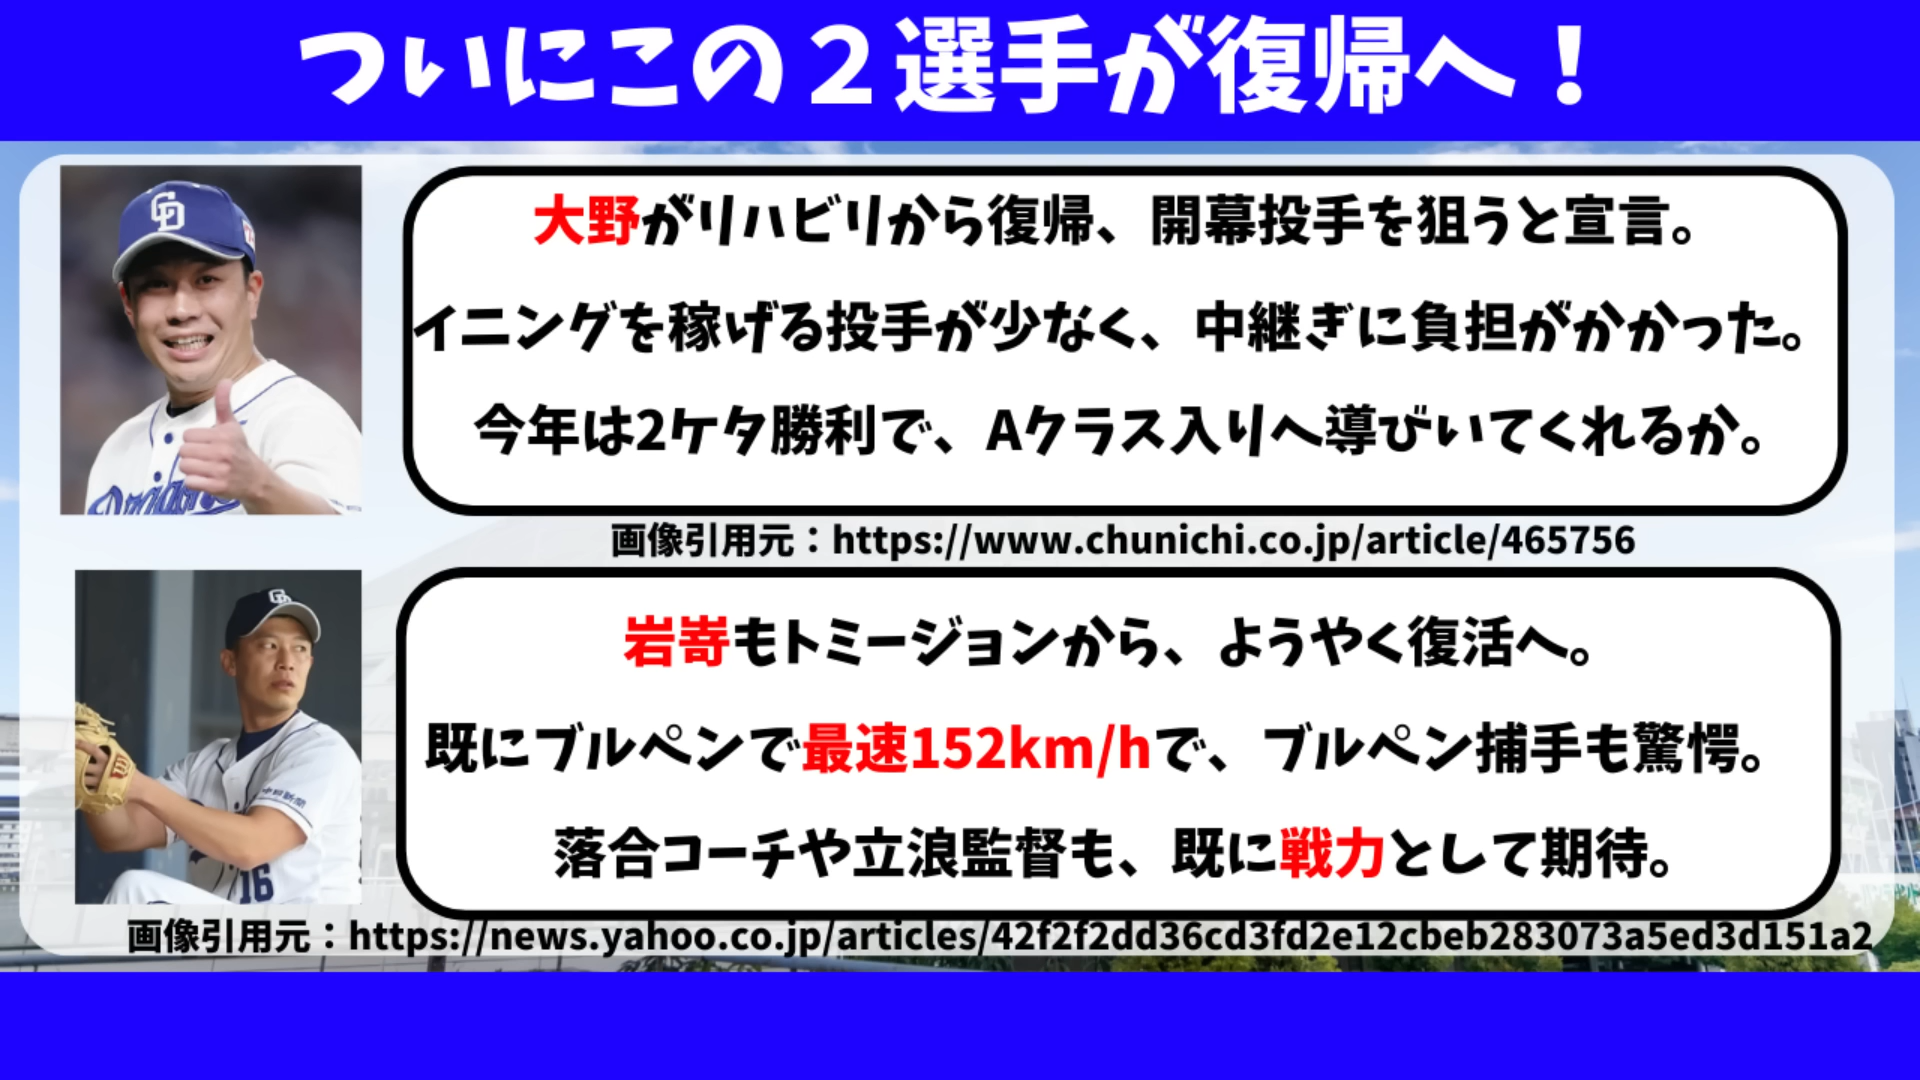 ついにこの２選手が復帰へ！
CD
大野がリハビリから復帰、開幕投手を狙うと宣言。
イニングを稼げる投手が少なく、中継ぎに負担がかかった。
今年は2ケタ勝利で、Aクラス入りへ導びいてくれるか。
Dragons
画像引用元：https://www.chunichi.co.jp/article/465756
岩嵜もトミージョンから、ようやく復活へ。
既にブルペンで最速152km/hで、ブルペン捕手も驚愕。
落合コーチや立浪監督も、既に戦力として期待。
CD
中日新聞
16
画像引用元：https://news.yahoo.co.jp/articles/42f2f2dd36cd3fd2e12cbeb283073a5ed3d151a2